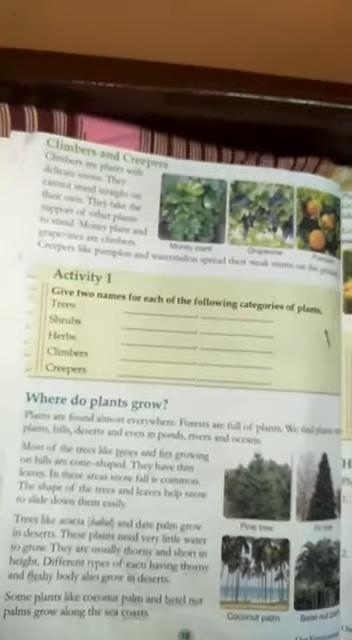 Climbers and Creepers
Climbers are plants with
delicate stems. They
cannot stand straight on
their own. They take the
support of other plants
to stand. Money plant and
grapevines are climbers.
Creepers like pumpkin and watermelon spread their weak stems on the ground.
Money plant
Grapevine
Activity 1
Give two names for each of the following categories of plants.
Trees
Shrubs
Herbs
Climbers
Creepers
Where do plants grow?
Plants are found almost everywhere. Forests are full of plants. We find plants
plains, hills, deserts and even in ponds, rivers and oceans.
Most of the trees like pines and firs growing
on hills are cone-shaped. They have thin
leaves. In these areas snow fall is common.
The shape of the trees and leaves help snow
to slide down them easily.
Pine tree
Fir tree
Trees like acacia (babul) and date palm grow
in deserts. These plants need very little water
to grow. They are usually thorny and short in
height. Different types of cacti having thorny
and fleshy body also grow in deserts.
Some plants like coconut palm and betel nut
palms grow along the sea coasts.
Coconut palm
Betel nut